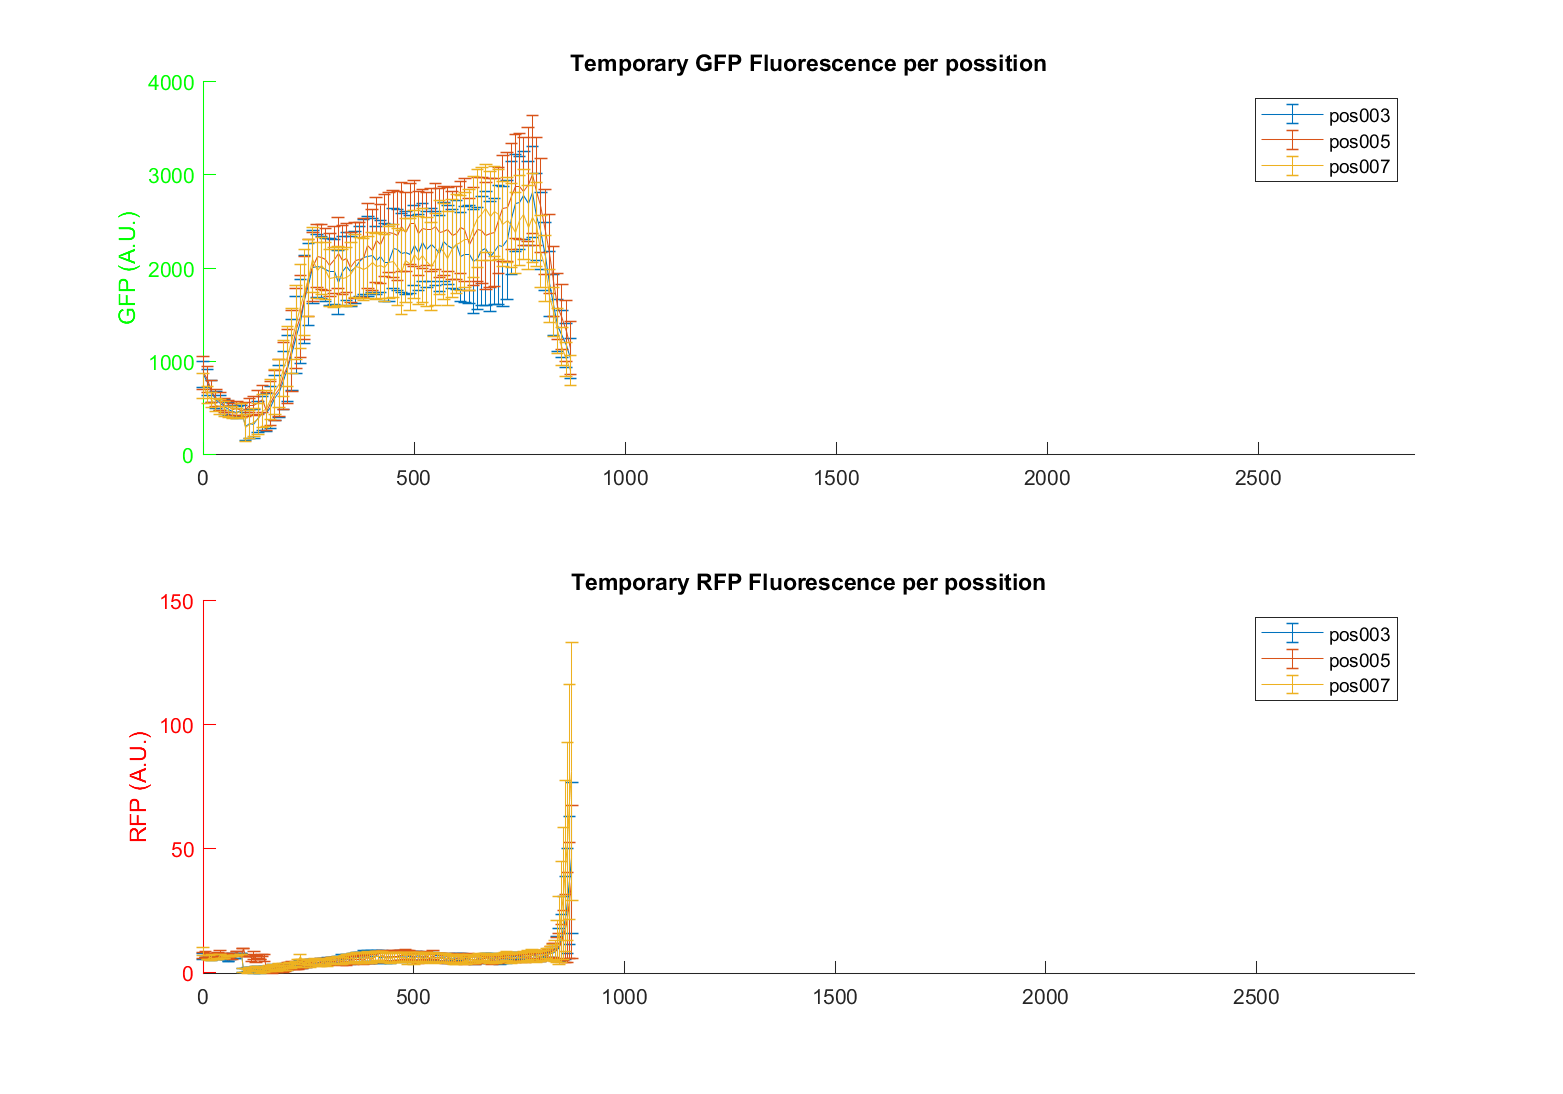 Temporary GFP Fluorescence per possition
4000
3000
2000
1000
0
GFP (A.U.)
0 500 1000 1500 2000 2500
pos003
pos005
pos007
Temporary RFP Fluorescence per possition
150
100
50
0
RFP (A.U.)
0 500 1000 1500 2000 2500
pos003
pos005
pos007